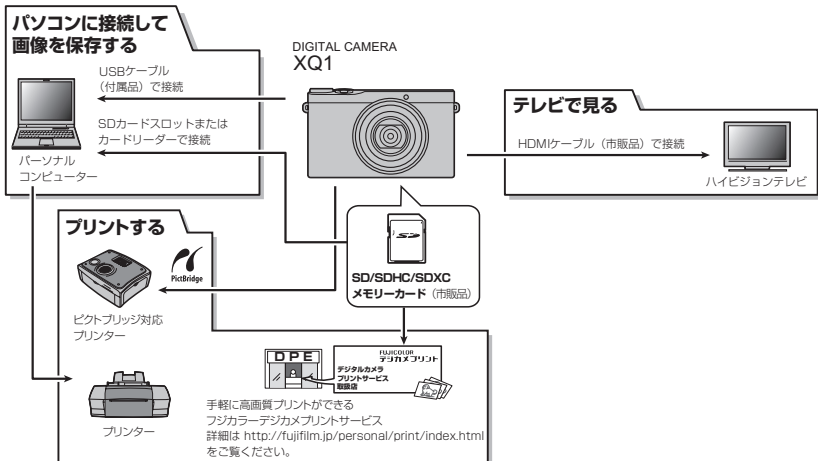 パソコンに接続して
画像を保存する
USBケーブル
（付属品）で接続
SDカードスロットまたは
カードリーダーで接続
パーソナル
コンピューター
DIGITAL CAMERA
XQ1
テレビで見る
HDMIケーブル（市販品）で接続
ハイビジョンテレビ
プリントする
PictBridge
ピクトブリッジ対応
プリンター
プリンター
SD
SD/SDHC/SDXC
メモリーカード（市販品）
DPE
FUJICOLOR
デジカメプリント
デジタルカメラ
プリントサービス
取扱店
手軽に高画質プリントができる
フジカラーデジカメプリントサービス
詳細は http://fujifilm.jp/personal/print/index.html
をご覧ください。